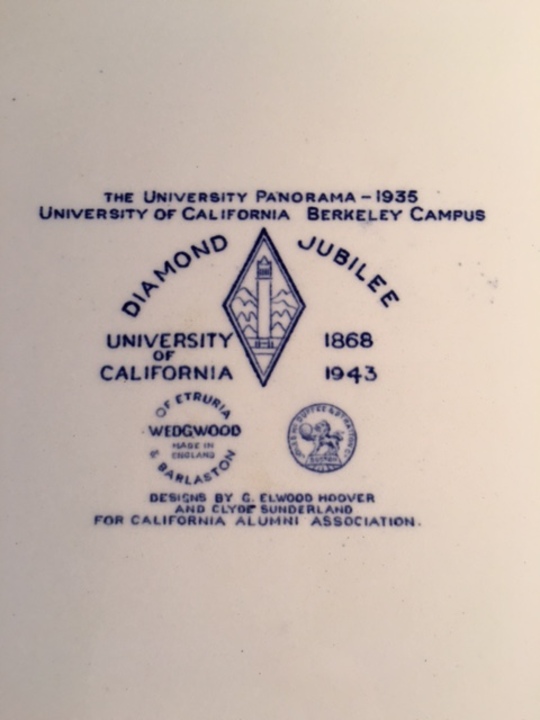 THE UNIVERSITY PANORAMA – 1935
UNIVERSITY OF CALIFORNIA BERKELEY CAMPUS
DIAMOND JUBILEE
UNIVERSITY 1868
OF
CALIFORNIA 1943
OF ETRURIA
WEDGWOOD
MADE IN
ENGLAND
& BARLASTON
DESIGNS BY G. ELWOOD HOOVER
AND CLYDE SUNDERLAND
FOR CALIFORNIA ALUMNI ASSOCIATION.